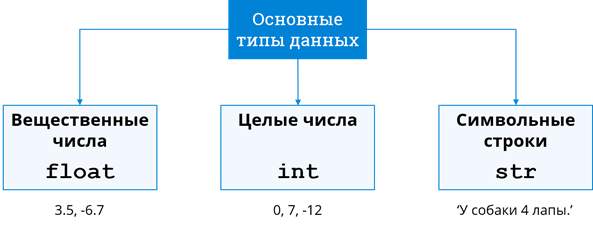 Основные
типы данных
Вещественные
числа
float
3.5, -6.7
Целые числа
int
0, 7, -12
Символьные
строки
str
‘У собаки 4 лапы.’